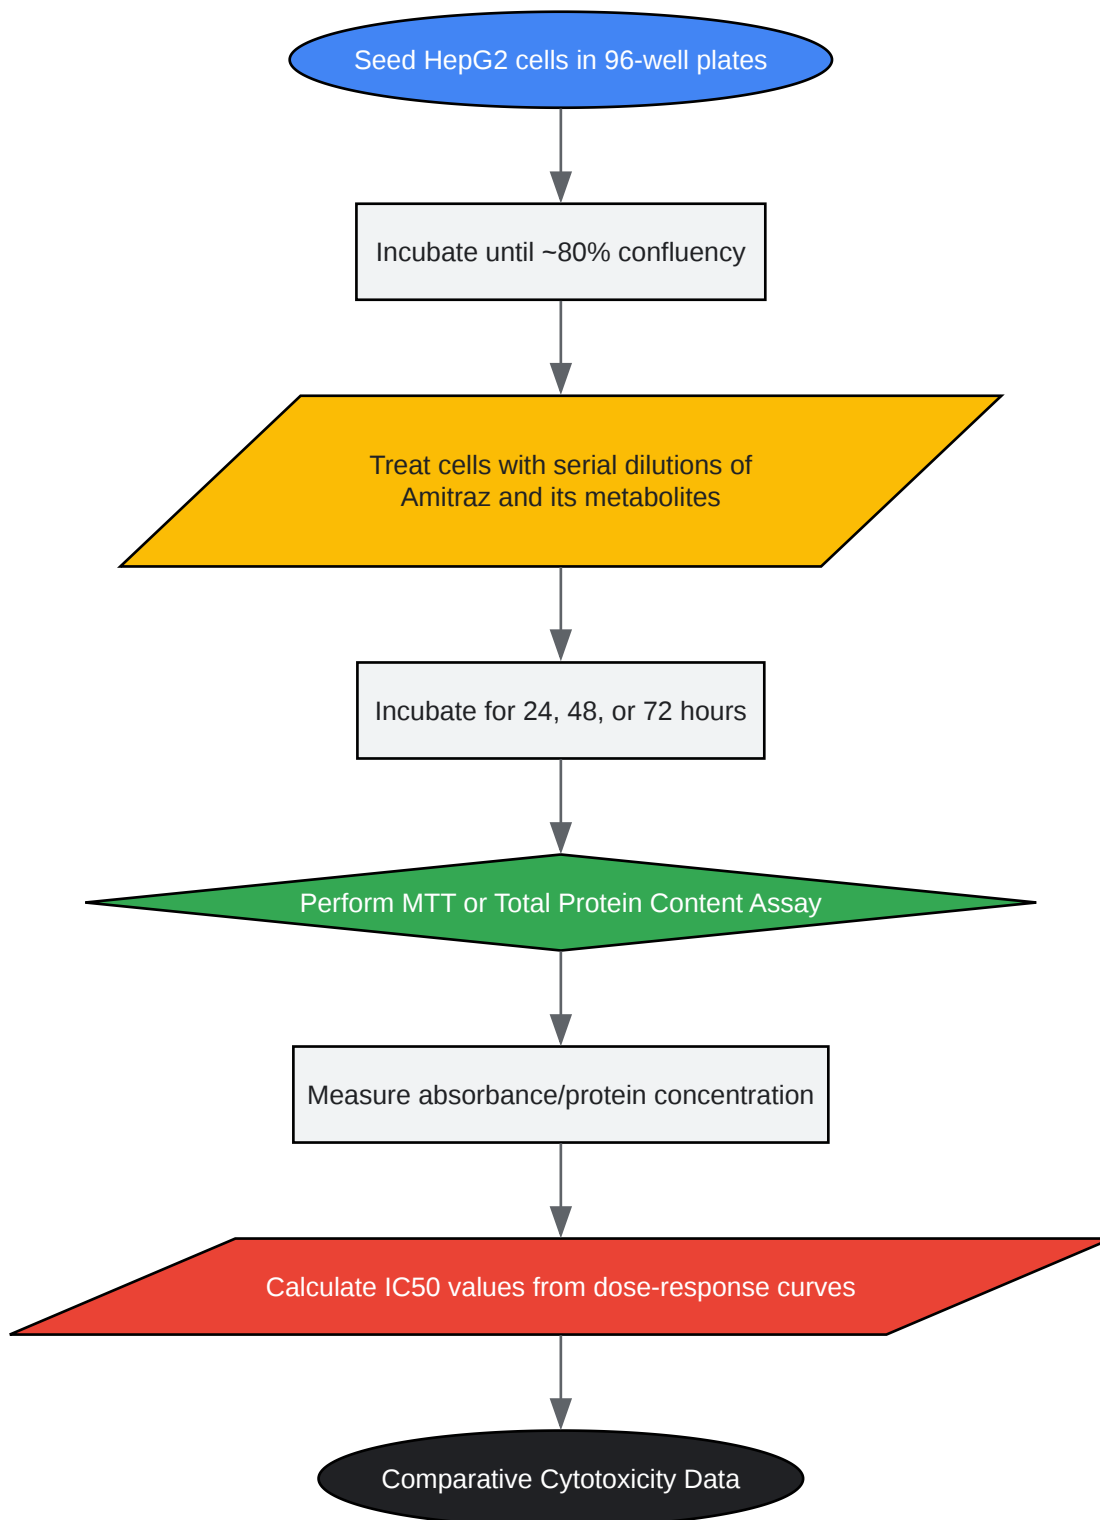 Seed HepG2 cells in 96-well plates
Incubate until ~80% confluency
Treat cells with serial dilutions of
Amitraz and its metabolites
Incubate for 24, 48, or 72 hours
Perform MTT or Total Protein Content Assay
Measure absorbance/protein concentration
Calculate IC50 values from dose-response curves
Comparative Cytotoxicity Data